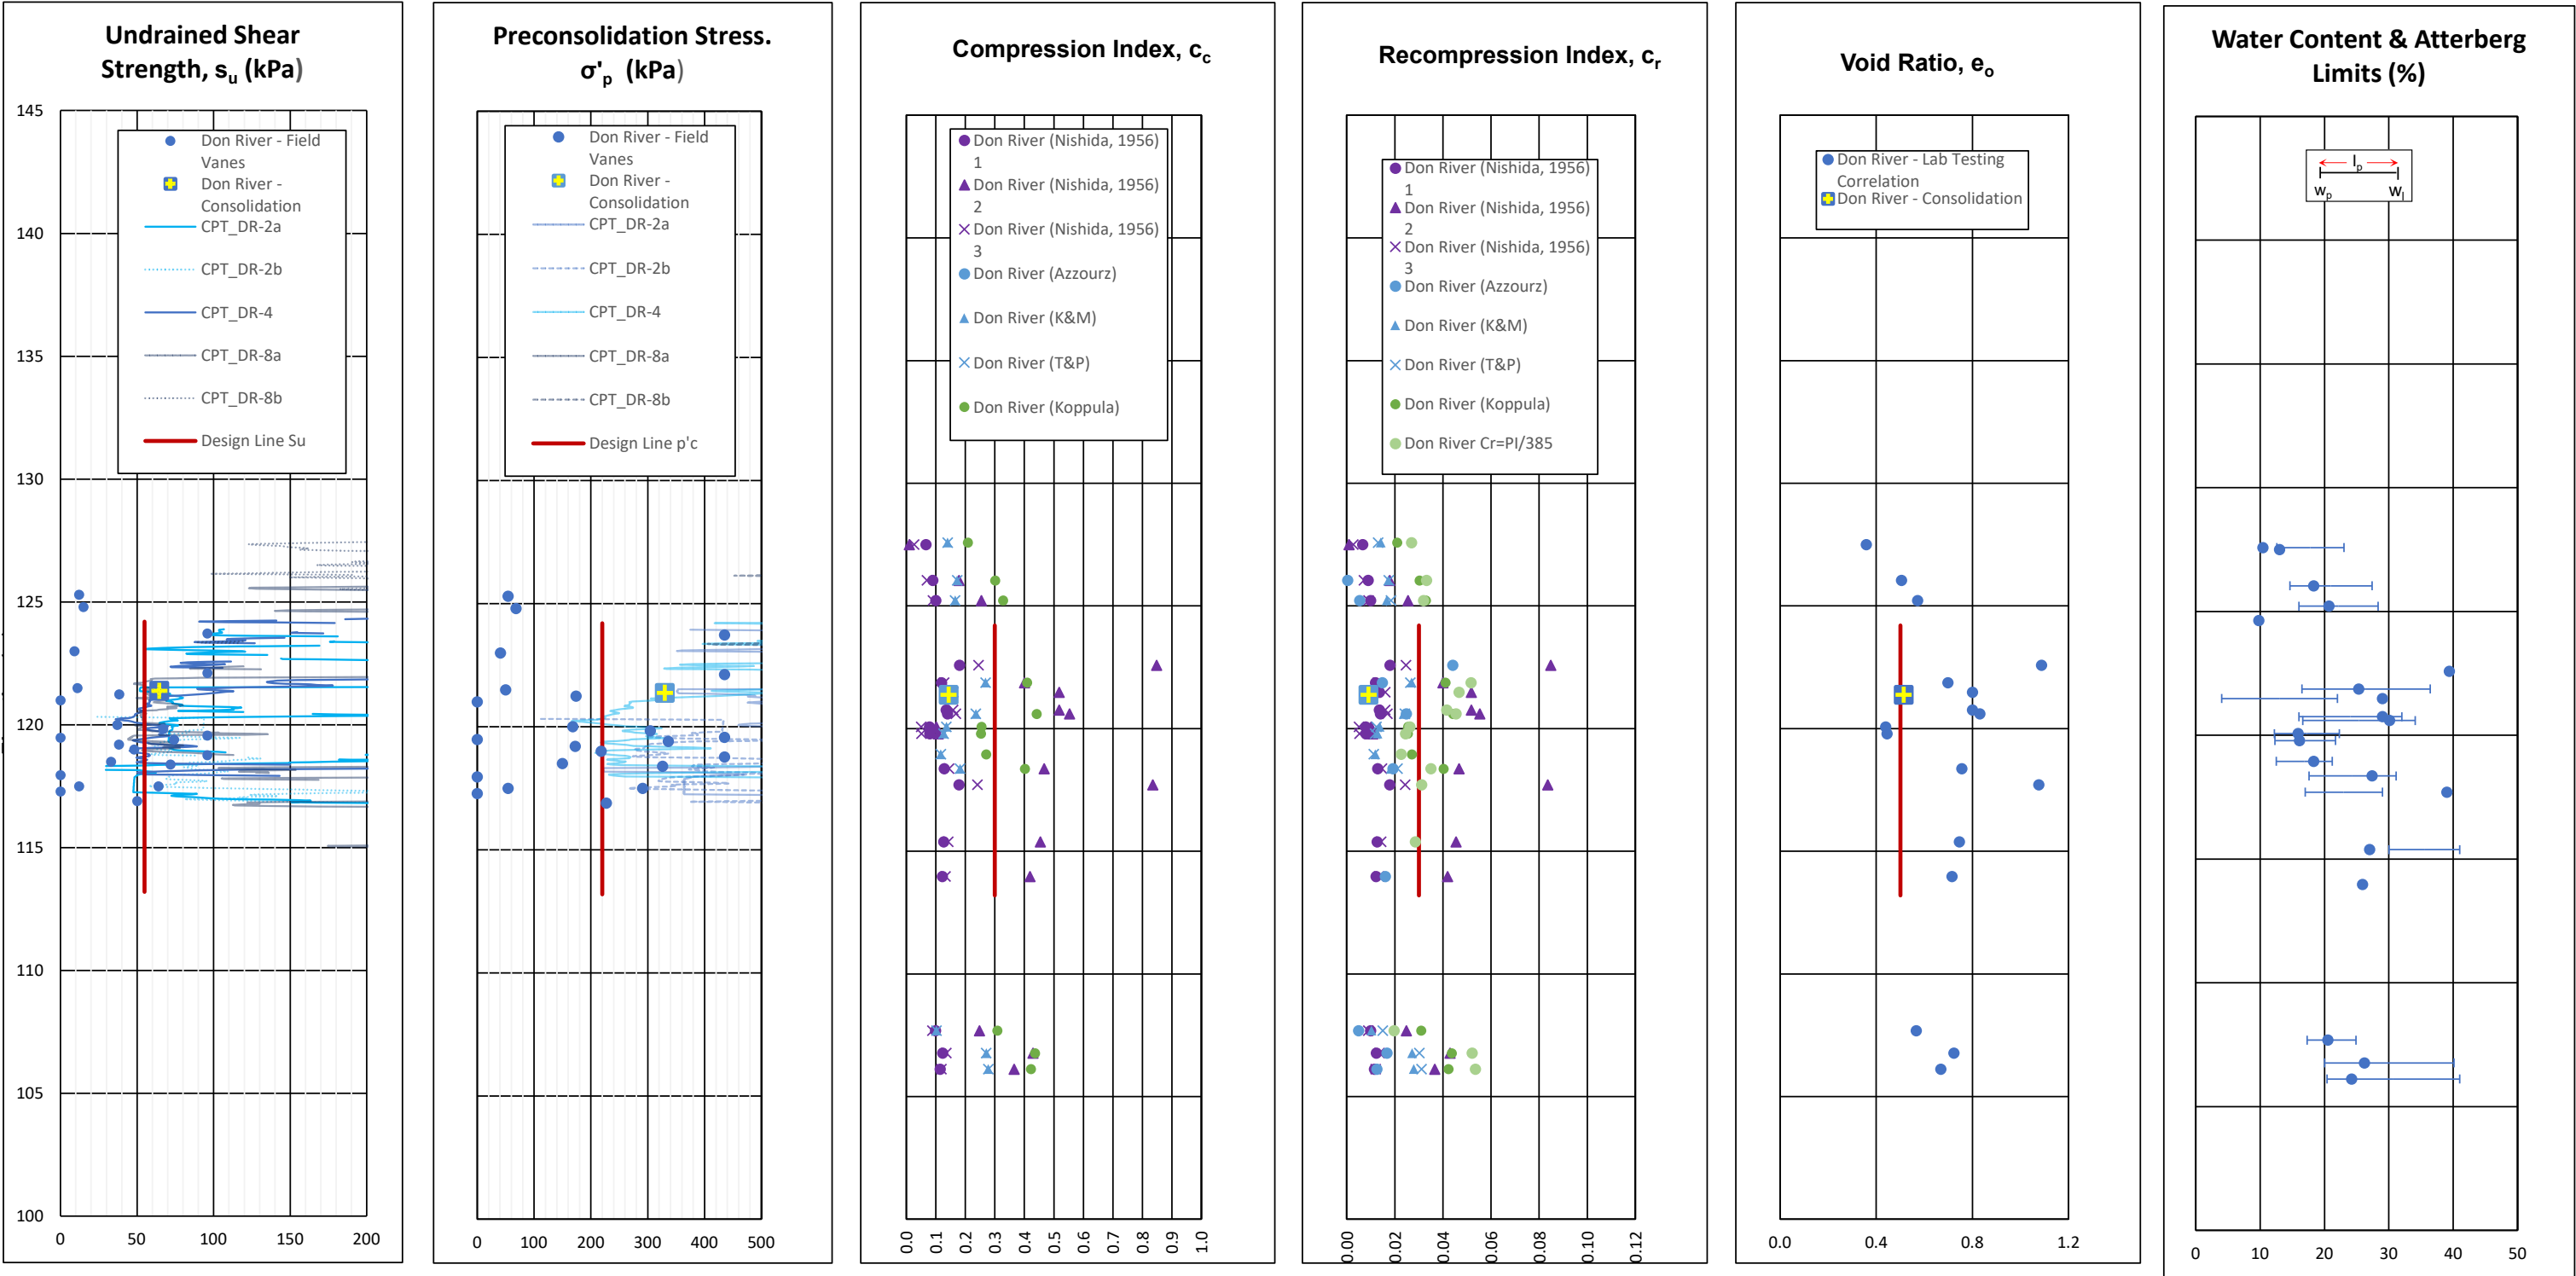 Undrained Shear
Strength, su (kPa)
145
140
135
130
125
120
115
110
105
100
Don River - Field
Vanes
Don River -
Consolidation
CPT_DR-2a
CPT_DR-2b
CPT_DR-4
CPT_DR-8a
CPT_DR-8b
Design Line Su
0 50 100 150 200
Preconsolidation Stress.
σ'p (kPa)
Don River - Field
Vanes
Don River -
Consolidation
CPT_DR-2a
CPT_DR-2b
CPT_DR-4
CPT_DR-8a
CPT_DR-8b
Design Line p'c
0 100 200 300 400 500
Compression Index, cc
Don River (Nishida, 1956)
1
Don River (Nishida, 1956)
2
Don River (Nishida, 1956)
3
Don River (Azzourz)
Don River (K&M)
Don River (T&P)
Don River (Koppula)
0.0 0.1 0.2 0.3 0.4 0.5 0.6 0.7 0.8 0.9 1.0
Recompression Index, cr
Don River (Nishida, 1956)
1
Don River (Nishida, 1956)
2
Don River (Nishida, 1956)
3
Don River (Azzourz)
Don River (K&M)
Don River (T&P)
Don River (Koppula)
Don River Cr=PI/385
0.00 0.02 0.04 0.06 0.08 0.10 0.12
Void Ratio, eo
Don River - Lab Testing
Correlation
Don River - Consolidation
0.0 0.4 0.8 1.2
Water Content & Atterberg
Limits (%)
Ip
wp wl
0 10 20 30 40 50